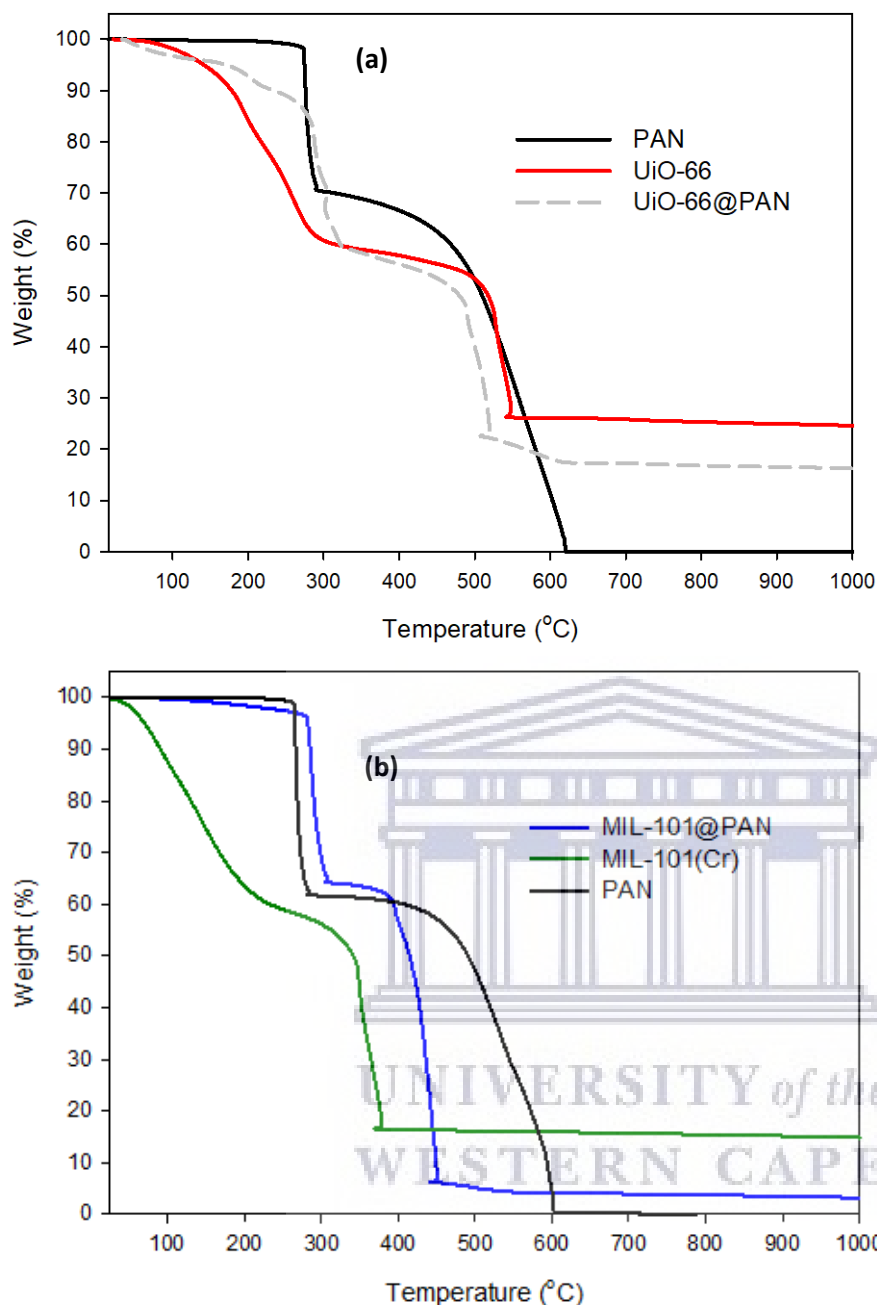 100
(a)
90
80
PAN
70
UiO-66
UiO-66@PAN
60
50
40
30
20
10
0
Weight (%)
100 200 300 400 500 600 700 800 900 1000
Temperature (°C)
100
(b)
90
80
MIL-101@PAN
70
MIL-101(Cr)
PAN
60
50
40
30
20
10
0
Weight (%)
UNIVERSITY of the
WESTERN CAPE
100 200 300 400 500 600 700 800 900 1000
Temperature (°C)